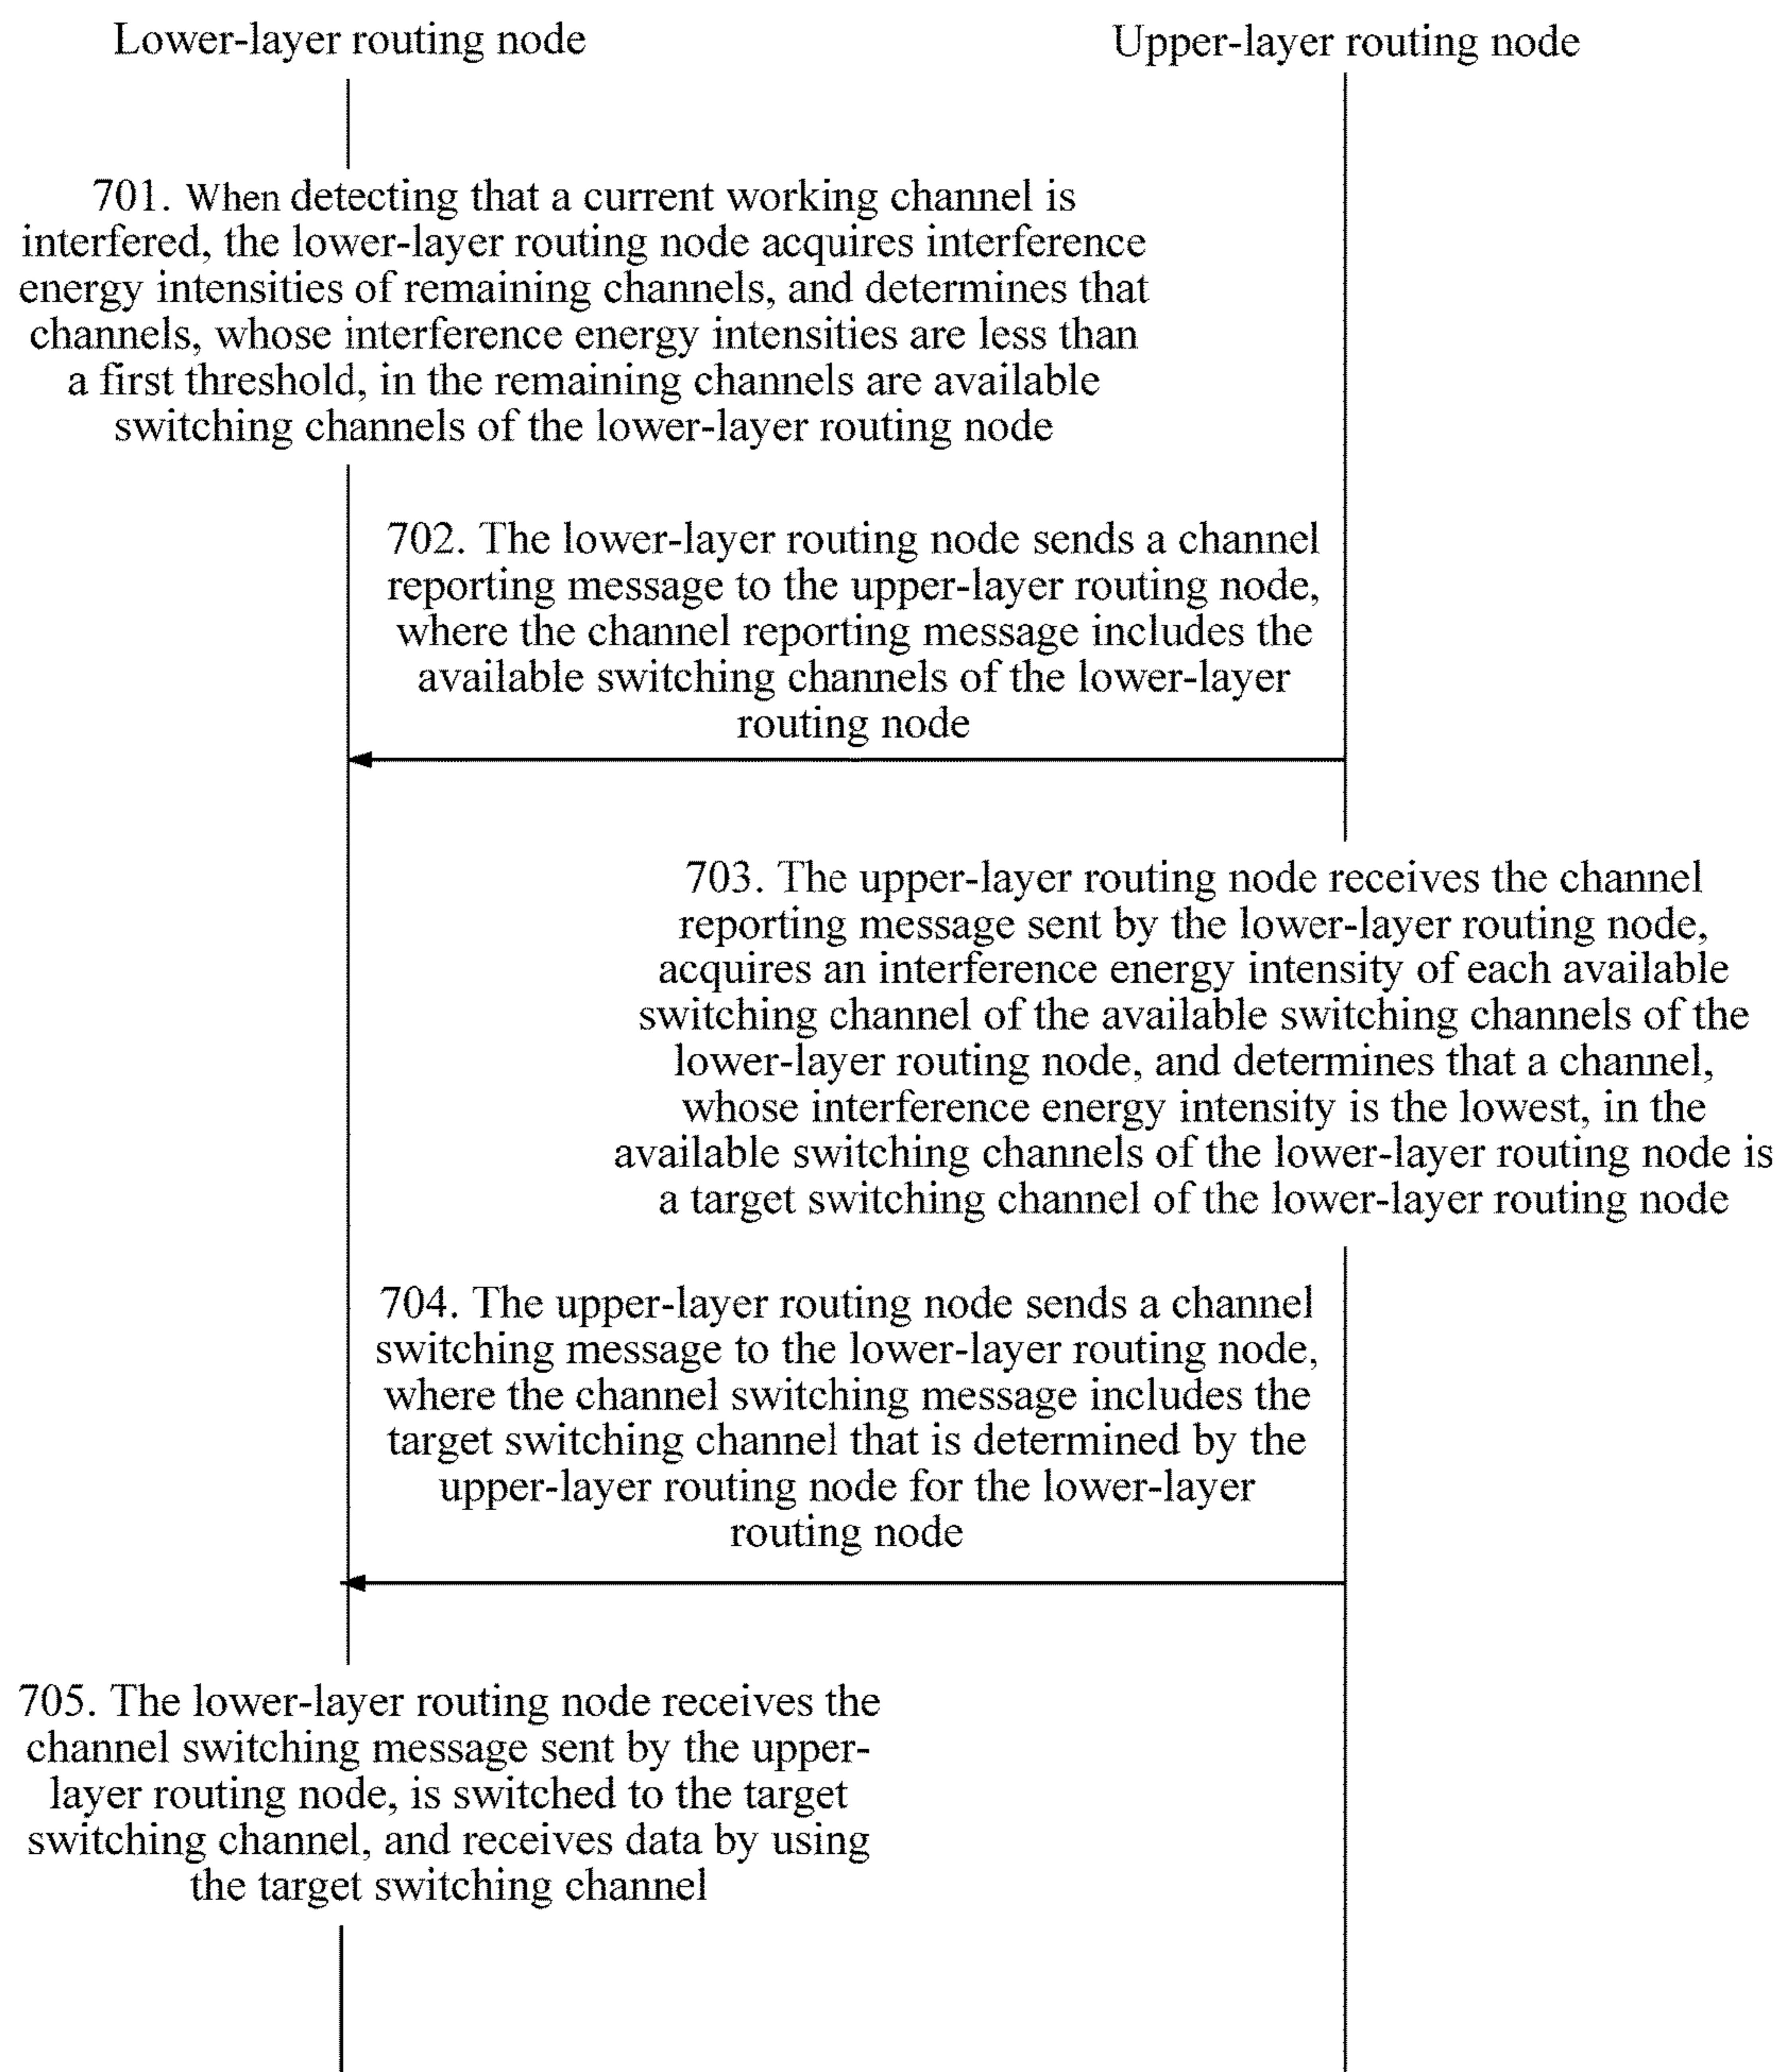 Lower-layer routing node
Upper-layer routing node
701. When detecting that a current working channel is
interfered, the lower-layer routing node acquires interference
energy intensities of remaining channels, and determines that
channels, whose interference energy intensities are less than
a first threshold, in the remaining channels are available
switching channels of the lower-layer routing node
702. The lower-layer routing node sends a channel
reporting message to the upper-layer routing node,
where the channel reporting message includes the
available switching channels of the lower-layer
routing node
703. The upper-layer routing node receives the channel
reporting message sent by the lower-layer routing node,
acquires an interference energy intensity of each available
switching channel of the available switching channels of the
lower-layer routing node, and determines that a channel,
whose interference energy intensity is the lowest, in the
available switching channels of the lower-layer routing node is
a target switching channel of the lower-layer routing node
704. The upper-layer routing node sends a channel
switching message to the lower-layer routing node,
where the channel switching message includes the
target switching channel that is determined by the
upper-layer routing node for the lower-layer
routing node
705. The lower-layer routing node receives the
channel switching message sent by the upper-
layer routing node, is switched to the target
switching channel, and receives data by using
the target switching channel